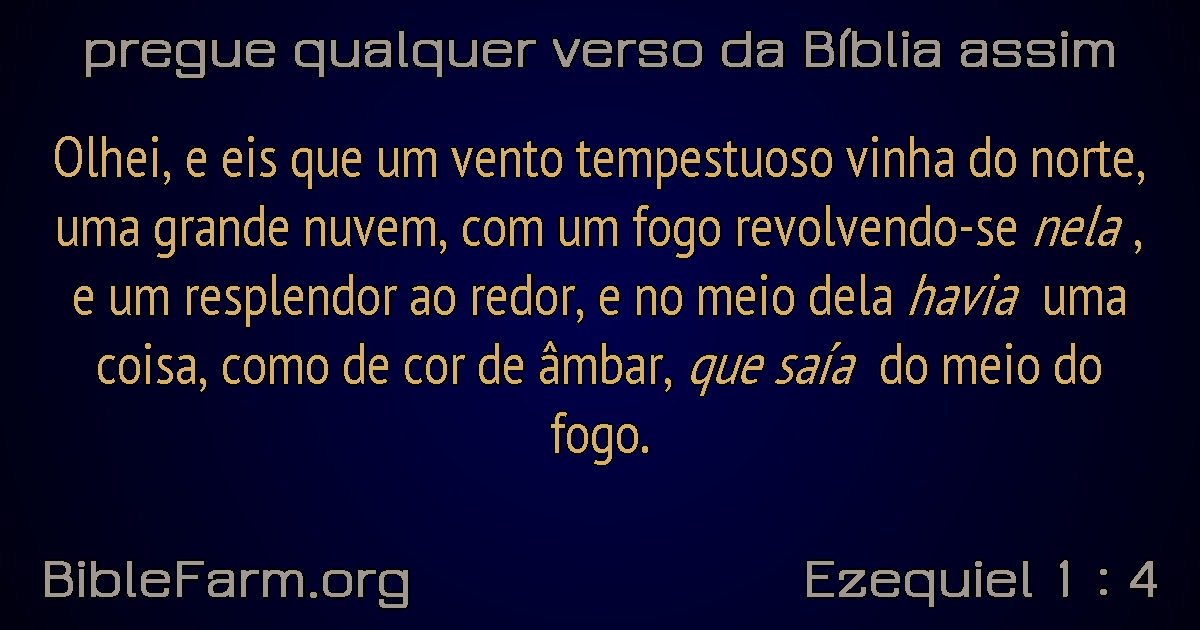 pregue qualquer verso da Bíblia assim
Olhei, e eis que um vento tempestuoso vinha do norte,
uma grande nuvem, com um fogo revolvendo-se nela ,
e um resplendor ao redor, e no meio dela havia uma
coisa, como de cor de âmbar, que saía do meio do
fogo.
BibleFarm.org
Ezequiel 1 : 4